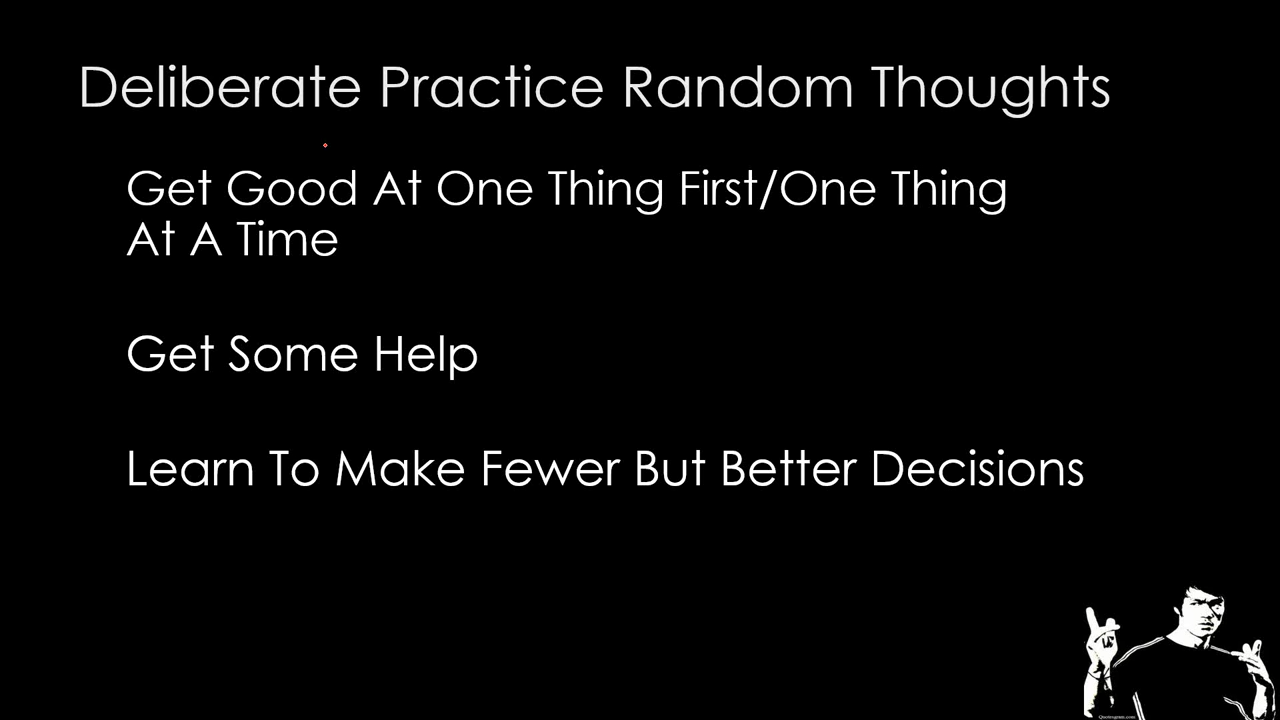 Deliberate Practice Random Thoughts
Get Good At One Thing First/One Thing
At A Time
Get Some Help
Learn To Make Fewer But Better Decisions